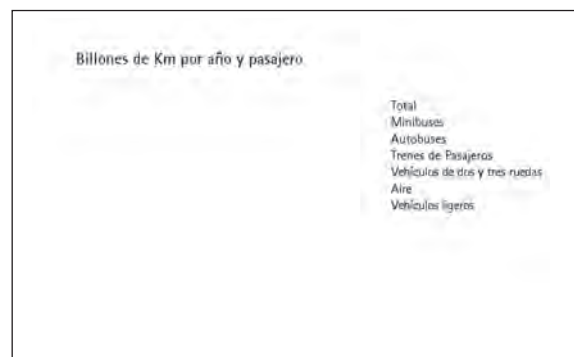 Billones de Km por año y pasajero
Total
Minibuses
Autobuses
Trenes de Pasajeros
Vehículos de dos y tres ruedas
Aire
Vehículos ligeros